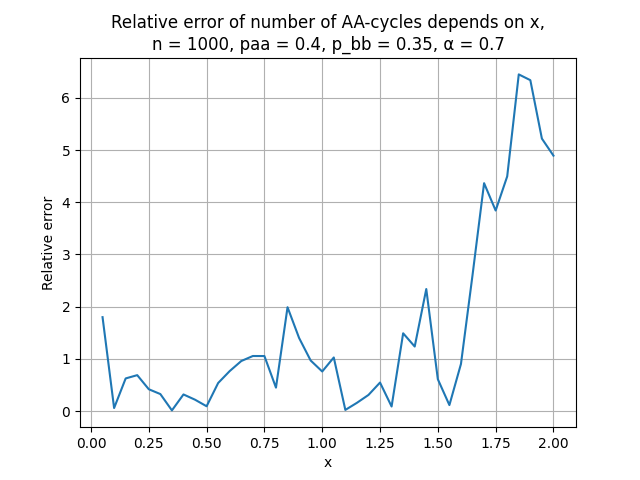 Relative error of number of AA-cycles depends on x,
n = 1000, paa = 0.4, p_bb = 0.35, α = 0.7
Relative error
6
5
4
3
2
1
0
0.00 0.25 0.50 0.75 1.00 1.25 1.50 1.75 2.00
x